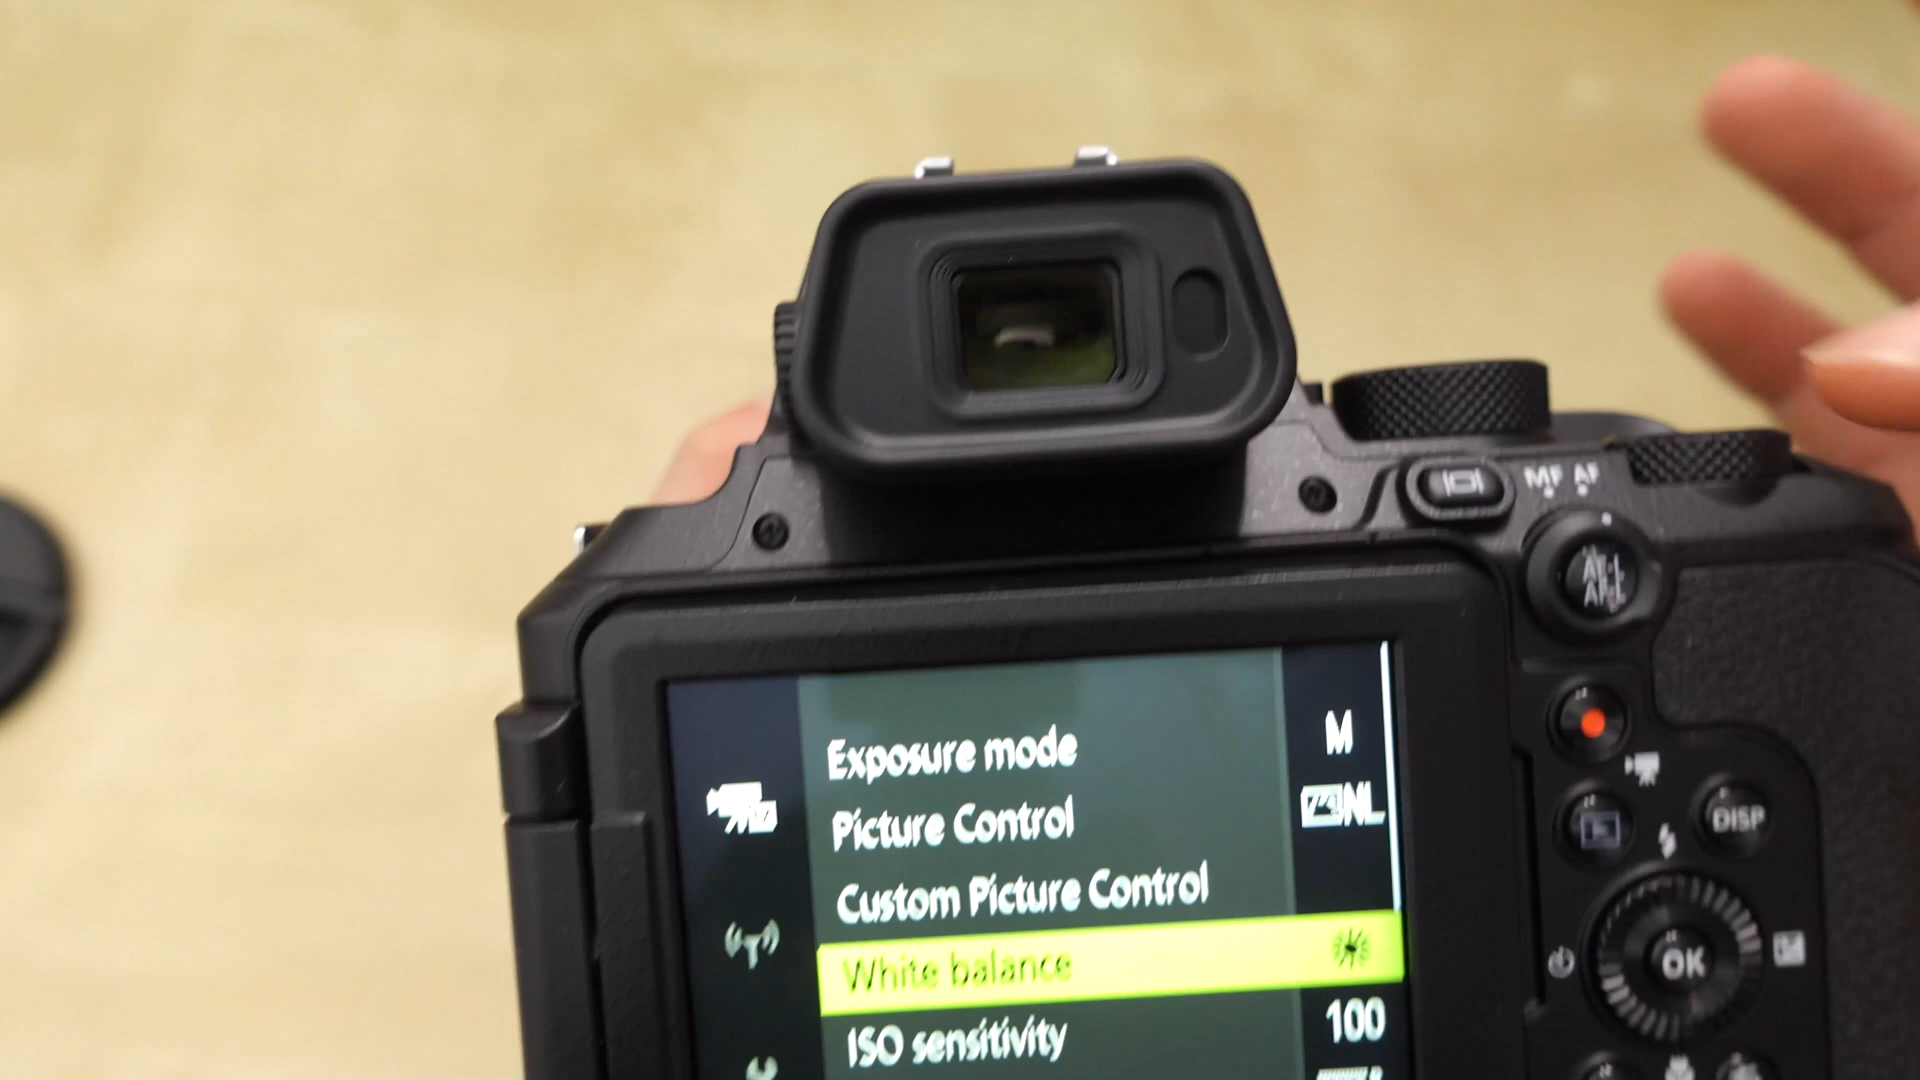 MF AF
AE-L
AF-L
Exposure mode M
Picture Control NL
Custom Picture Control
White balance
ISO sensitivity 100
DISP
OK